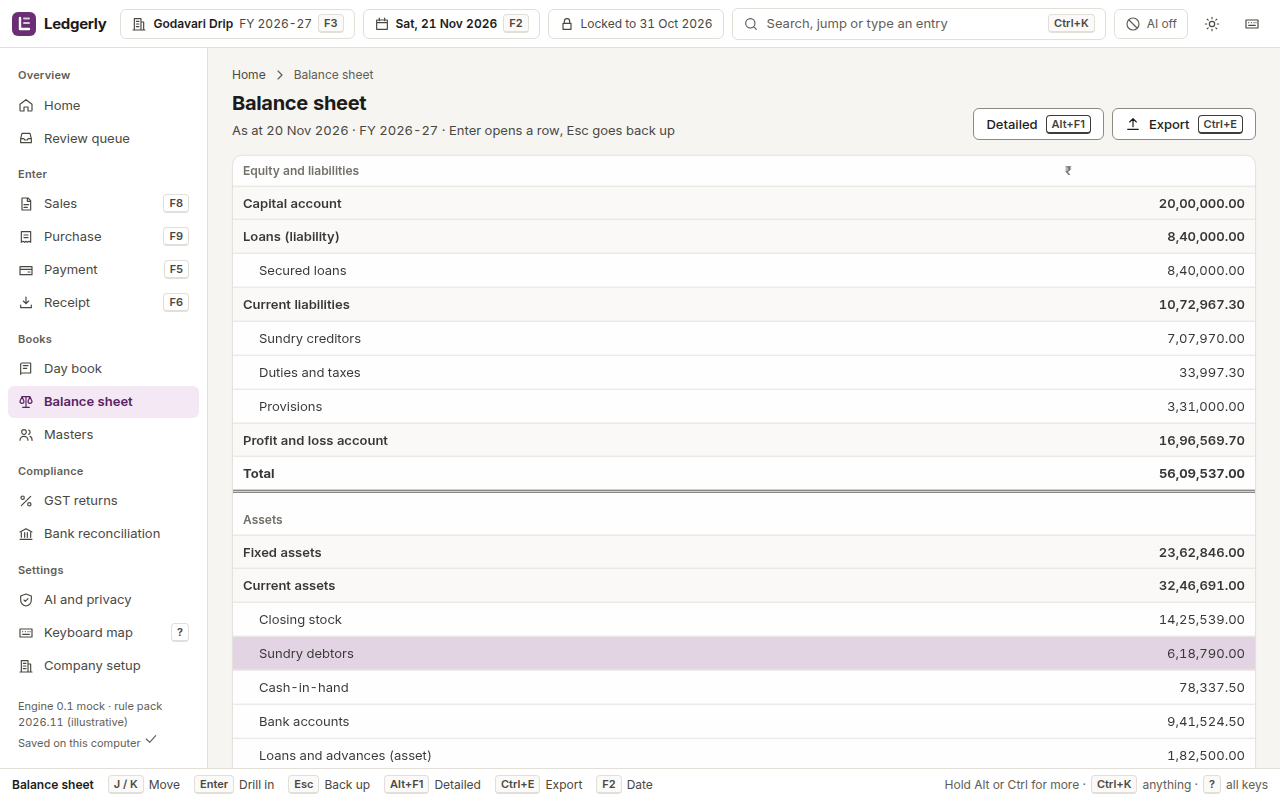 Ledgerly
Godavari Drip FY 2026-27 F3
Sat, 21 Nov 2026 F2
Locked to 31 Oct 2026
Search, jump or type an entry Ctrl+K
AI off
Overview
Home
Review queue
Enter
Sales F8
Purchase F9
Payment F5
Receipt F6
Books
Day book
Balance sheet
Masters
Compliance
GST returns
Bank reconciliation
Settings
AI and privacy
Keyboard map ?
Company setup
Engine 0.1 mock · rule pack
2026.11 (illustrative)
Saved on this computer
Home Balance sheet
Balance sheet
As at 20 Nov 2026 · FY 2026-27 · Enter opens a row, Esc goes back up
Detailed Alt+F1
Export Ctrl+E
Equity and liabilities ₹
Capital account 20,00,000.00
Loans (liability) 8,40,000.00
Secured loans 8,40,000.00
Current liabilities 10,72,967.30
Sundry creditors 7,07,970.00
Duties and taxes 33,997.30
Provisions 3,31,000.00
Profit and loss account 16,96,569.70
Total 56,09,537.00
Assets
Fixed assets 23,62,846.00
Current assets 32,46,691.00
Closing stock 14,25,539.00
Sundry debtors 6,18,790.00
Cash-in-hand 78,337.50
Bank accounts 9,41,524.50
Loans and advances (asset) 1,82,500.00
Balance sheet J / K Move Enter Drill in Esc Back up Alt+F1 Detailed Ctrl+E Export F2 Date
Hold Alt or Ctrl for more · Ctrl+K anything · ? all keys